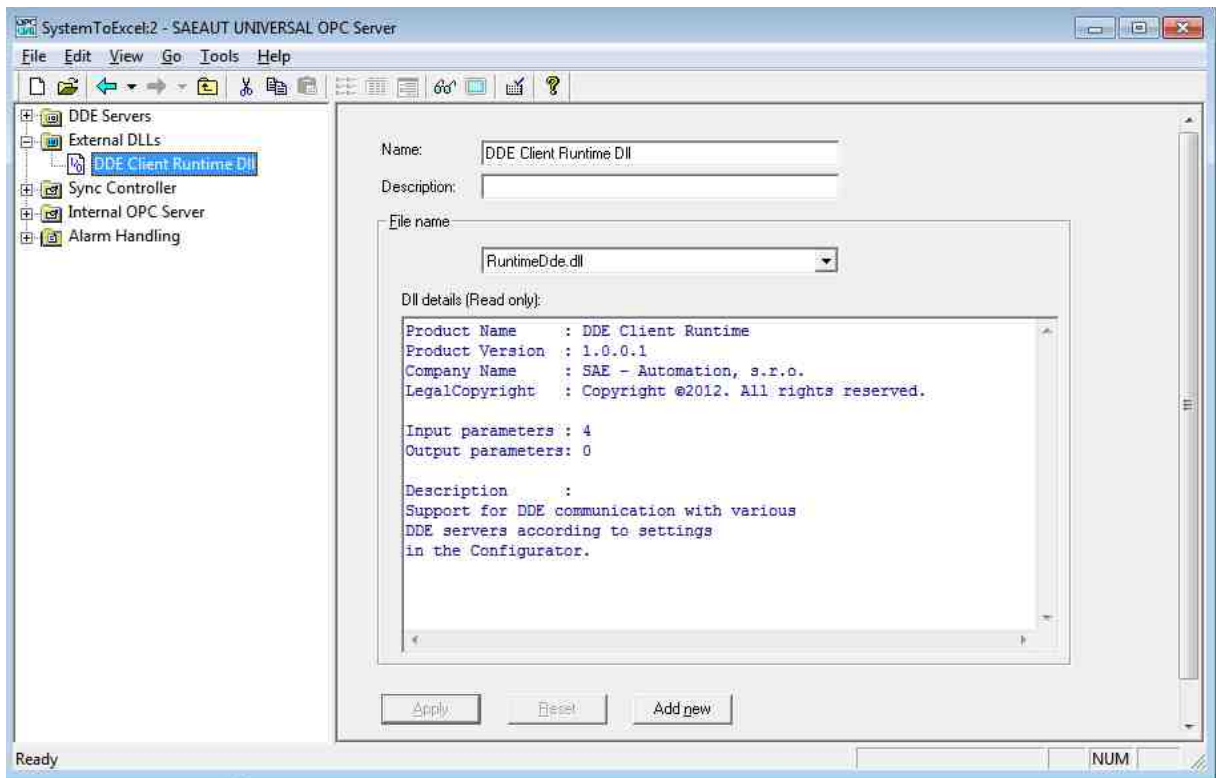 SystemToExcel:2 - SAEAUT UNIVERSAL OPC Server
File Edit View Go Tools Help
DDE Servers
External DLLs
DDE Client Runtime Dll
Sync Controller
Internal OPC Server
Alarm Handling
Name: DDE Client Runtime Dll
Description:
File name
RuntimeDde.dll
Dll details (Read only):
Product Name : DDE Client Runtime
Product Version : 1.0.0.1
Company Name : SAE - Automation, s.r.o.
LegalCopyright : Copyright ©2012. All rights reserved.
Input parameters : 4
Output parameters: 0
Description :
Support for DDE communication with various
DDE servers according to settings
in the Configurator.
Apply Reset Add new
Ready NUM